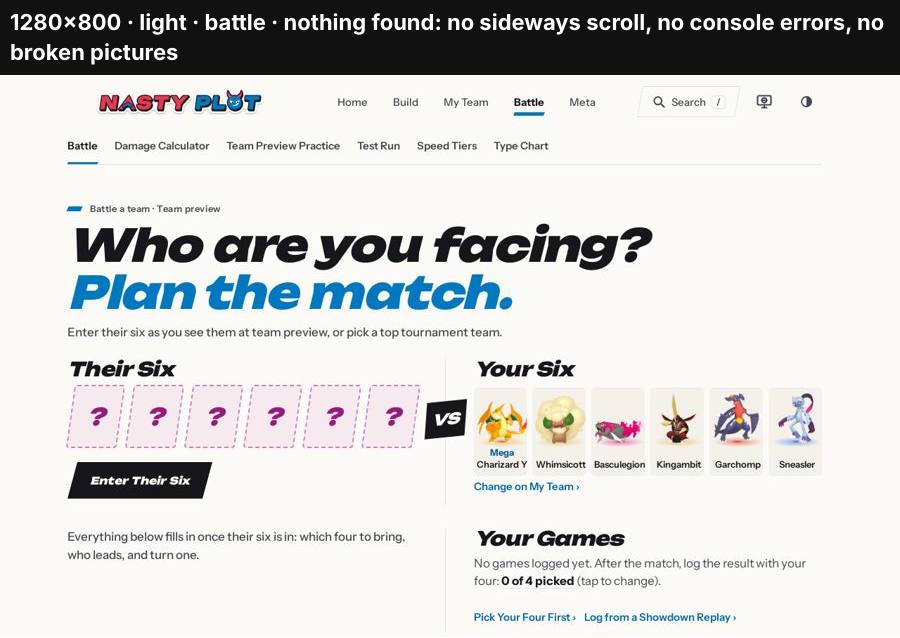 1280×800 · light · battle · nothing found: no sideways scroll, no console errors, no
broken pictures
NASTY PLOT
Home
Build
My Team
Battle
Meta
Search /
Battle
Damage Calculator
Team Preview Practice
Test Run
Speed Tiers
Type Chart
Battle a team · Team preview
Who are you facing?
Plan the match.
Enter their six as you see them at team preview, or pick a top tournament team.
Their Six
? ? ? ? ? ?
Enter Their Six
VS
Your Six
Mega
Charizard Y
Whimsicott
Basculegion
Kingambit
Garchomp
Sneasler
Change on My Team ›
Everything below fills in once their six is in: which four to bring,
who leads, and turn one.
Your Games
No games logged yet. After the match, log the result with your
four: 0 of 4 picked (tap to change).
Pick Your Four First ›
Log from a Showdown Replay ›